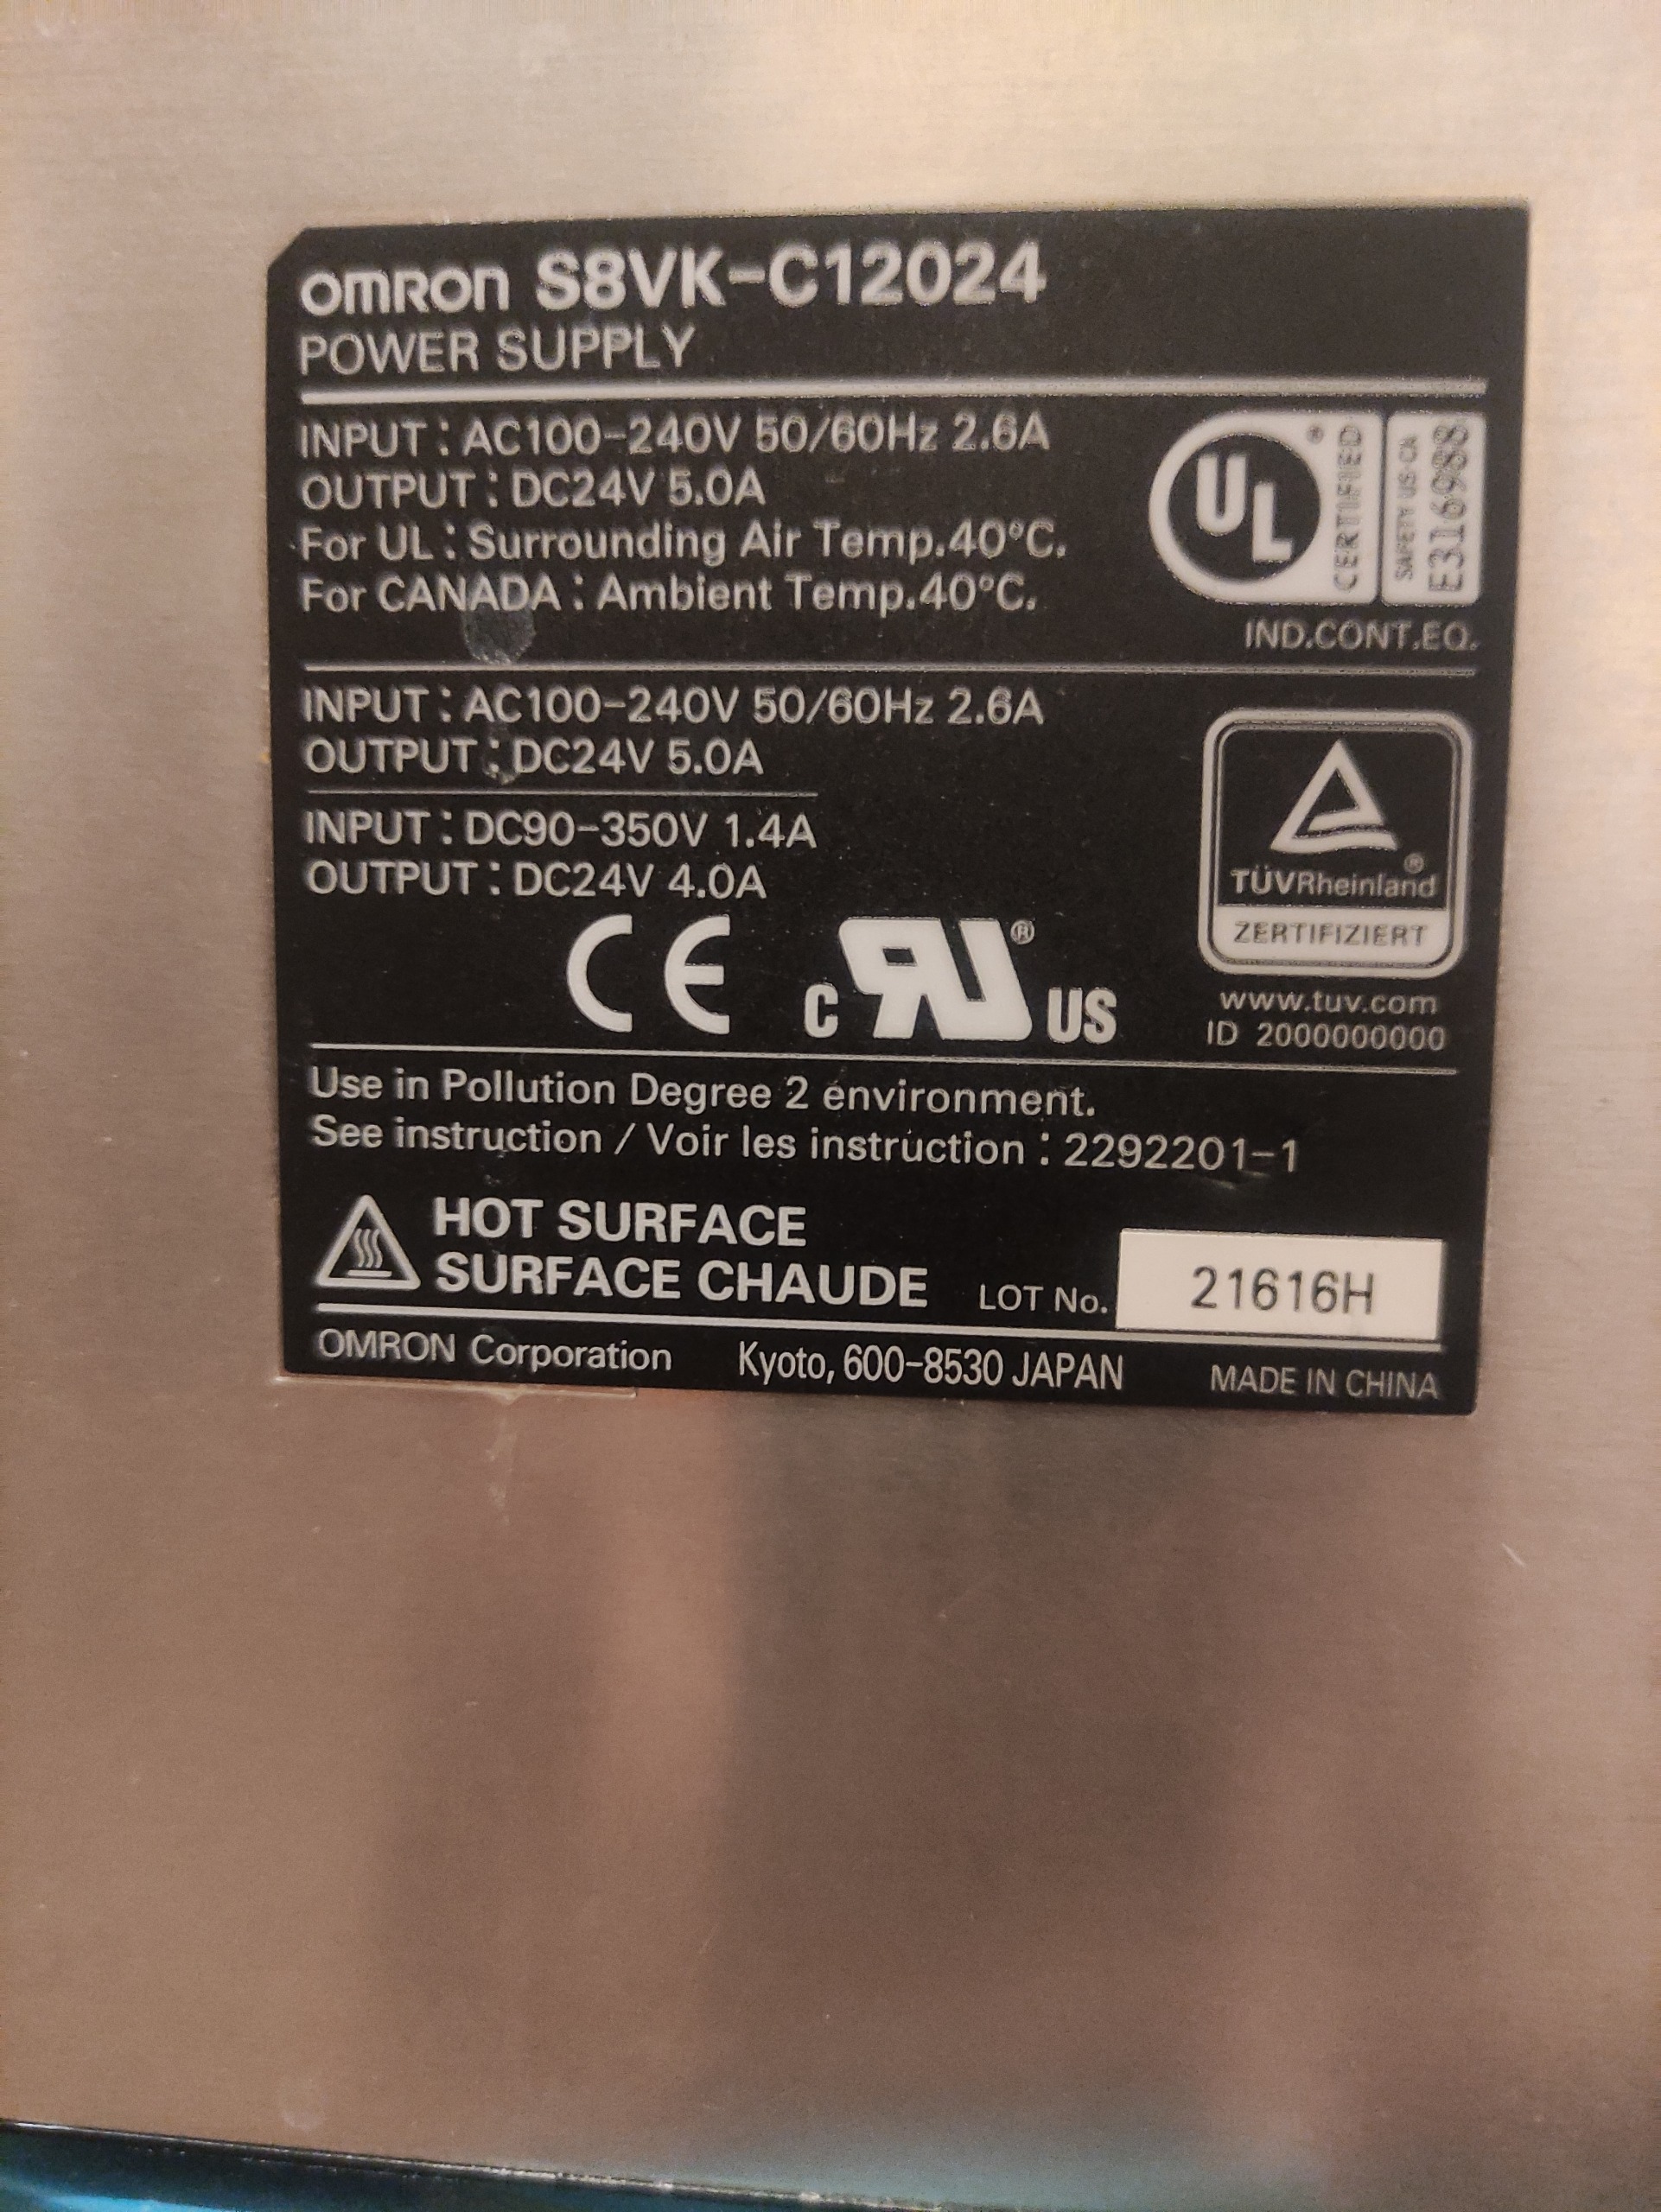 OMRON S8VK-C12024
POWER SUPPLY
INPUT : AC100-240V 50/60Hz 2.6A
OUTPUT : DC24V 5.0A
For UL : Surrounding Air Temp.40°C.
For CANADA : Ambient Temp.40°C.
UL ® CERTIFIED
SAFETY US-CA
E316988
IND.CONT.EQ.
INPUT : AC100-240V 50/60Hz 2.6A
OUTPUT : DC24V 5.0A
INPUT : DC90-350V 1.4A
OUTPUT : DC24V 4.0A
CE c RU ® US
TÜVRheinland ®
ZERTIFIZIERT
www.tuv.com
ID 2000000000
Use in Pollution Degree 2 environment.
See instruction / Voir les instruction : 2292201-1
HOT SURFACE
SURFACE CHAUDE LOT No. 21616H
OMRON Corporation Kyoto, 600-8530 JAPAN MADE IN CHINA